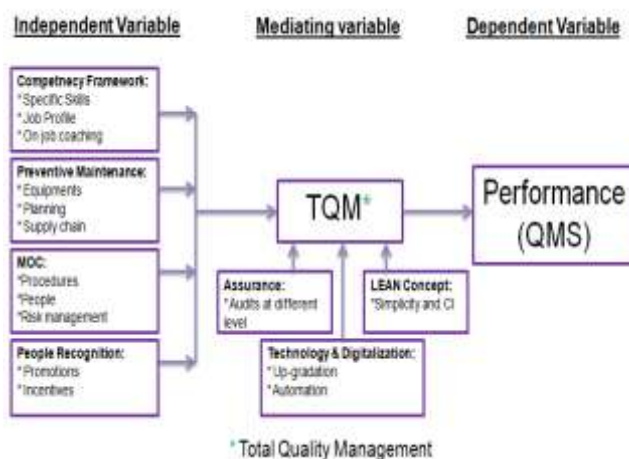 Independent Variable
Mediating variable
Dependent Variable
Competnecy Framework:
*Specific Skills
*Job Profile
*On job coaching
Preventive Maintenance:
*Equipments
*Planning
*Supply chain
MOC:
*Procedures
*People
*Risk management
People Recognition:
*Promotions
*Incentives
TQM*
Assurance:
*Audits at different
level
LEAN Concept:
*Simplicity and CI
Technology & Digitalization:
*Up-gradation
*Automation
Performance
(QMS)
* Total Quality Management